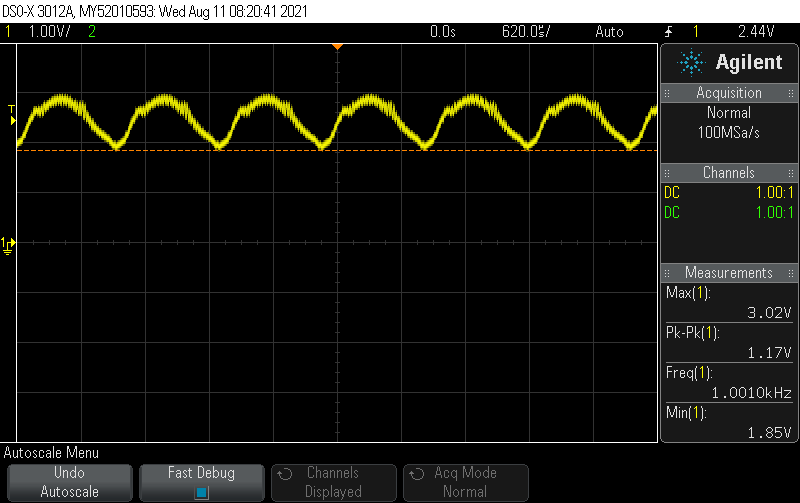 DSO-X 3012A, MY52010593: Wed Aug 11 08:20:41 2021
1 1.00V/ 2 0.0s 620.0㎲/ Auto 1 2.44V
Agilent
Acquisition
Normal
100MSa/s
Channels
DC 1.00:1
DC 1.00:1
Measurements
Max(1):
3.02V
Pk-Pk(1):
1.17V
Freq(1):
1.0010kHz
Min(1):
1.85V
T
1
Autoscale Menu
Undo
Autoscale
Fast Debug
Channels
Displayed
Acq Mode
Normal